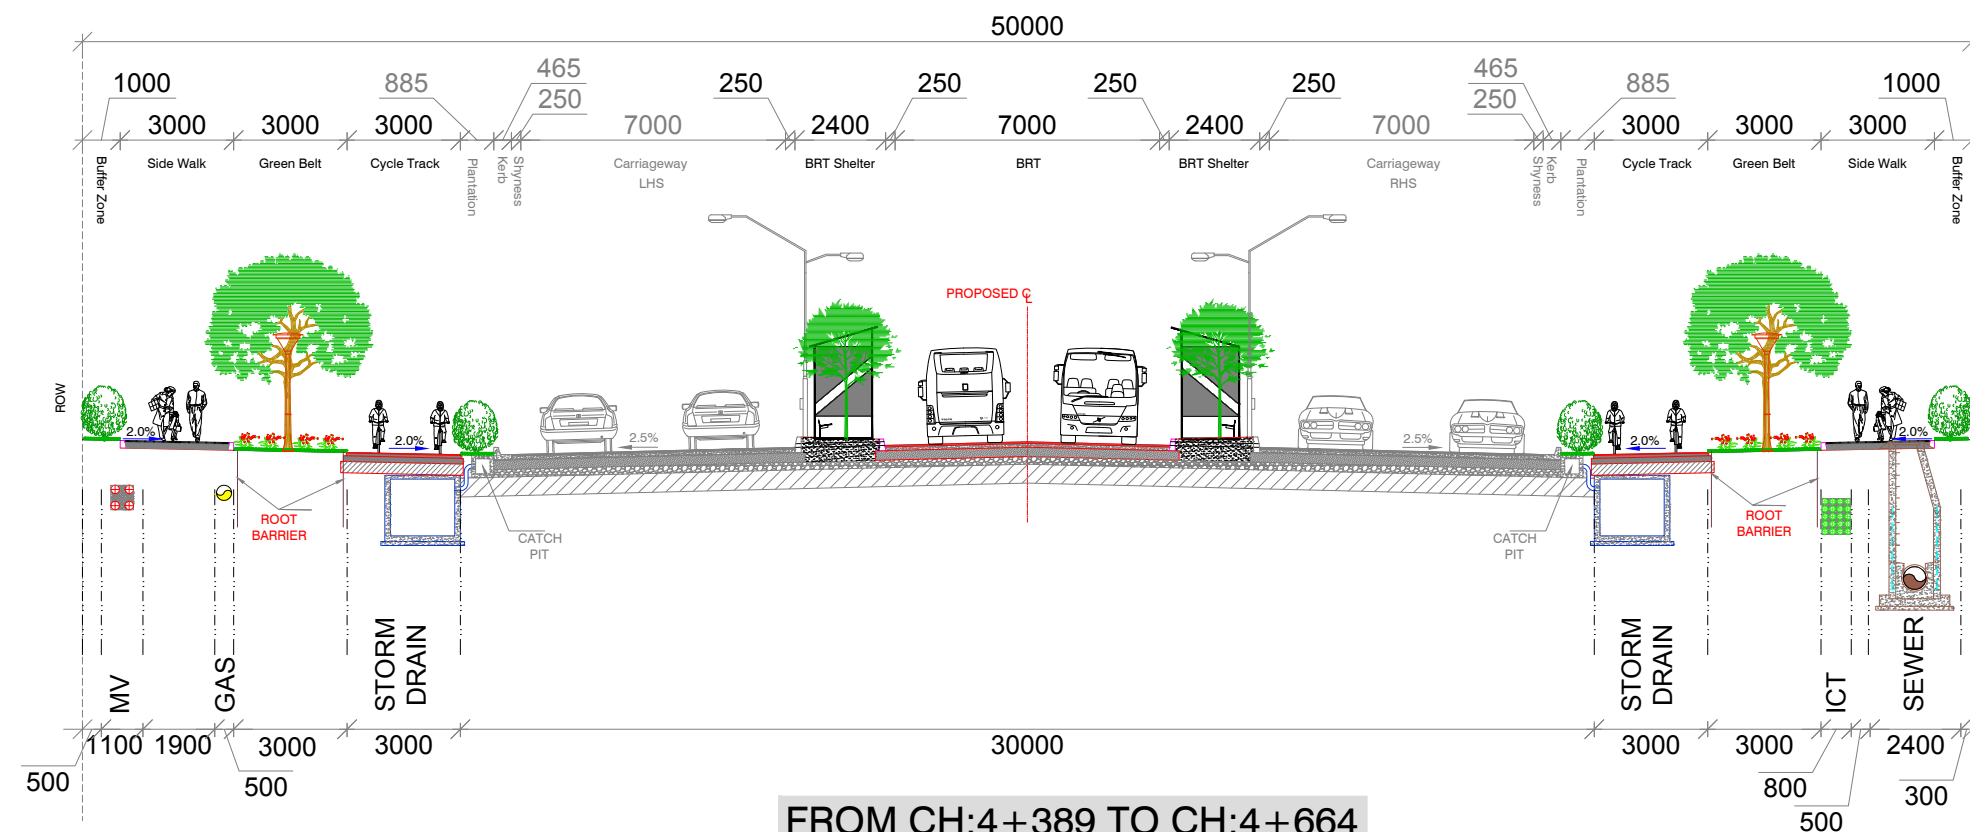 50000
1000
885
465
250
250
250
250
250
465
250
885
1000
3000
3000
3000
7000
2400
7000
2400
7000
3000
3000
3000
Buffer Zone
Side Walk
Green Belt
Cycle Track
Plantation
Kerb
Shyness
Carriageway
LHS
BRT Shelter
BRT
BRT Shelter
Carriageway
RHS
Shyness
Kerb
Plantation
Cycle Track
Green Belt
Side Walk
Buffer Zone
PROPOSED ℄
ROW
2.0%
2.0%
2.5%
2.5%
2.0%
2.0%
ROOT
BARRIER
CATCH
PIT
CATCH
PIT
ROOT
BARRIER
MV
GAS
STORM
DRAIN
STORM
DRAIN
ICT
SEWER
1100
1900
3000
3000
30000
3000
3000
2400
500
500
800
500
300
FROM CH:4+389 TO CH:4+664